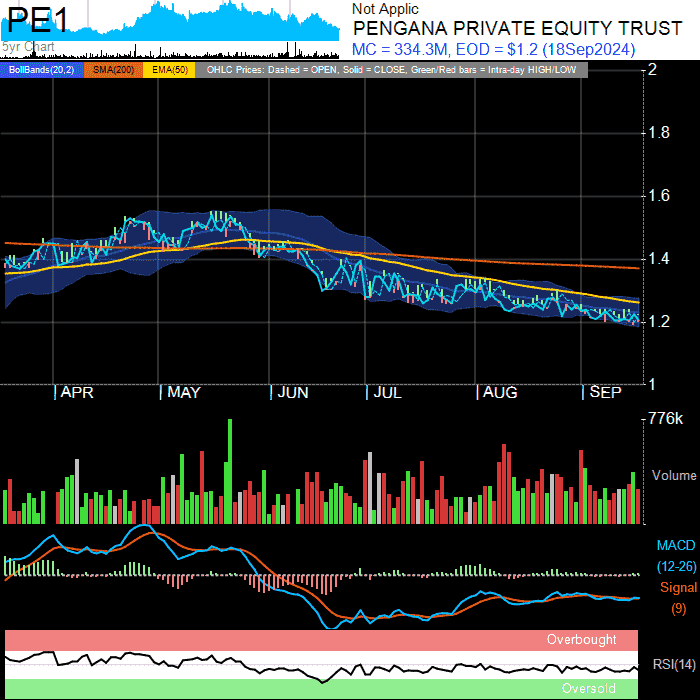 PE1
Not Applic
PENGANA PRIVATE EQUITY TRUST
MC = 334.3M, EOD = $1.2 (18Sep2024)
5yr Chart
BollBands(20,2) SMA(200) EMA(50) OHLC Prices: Dashed = OPEN, Solid = CLOSE, Green/Red bars = Intra-day HIGH/LOW
2
1.8
1.6
1.4
1.2
1
APR MAY JUN JUL AUG SEP
776k
Volume
MACD
(12-26)
Signal
(9)
Overbought
RSI(14)
Oversold